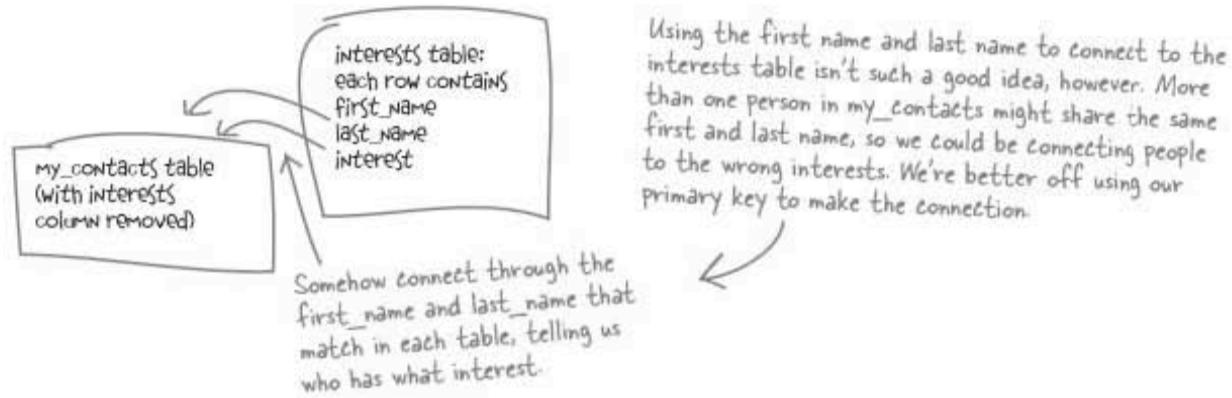 interests table:
each row contains
first_name
last_name
interest
my_contacts table
(with interests
column removed)
Somehow connect through the
first_name and last_name that
match in each table, telling us
who has what interest.
Using the first name and last name to connect to the
interests table isn't such a good idea, however. More
than one person in my_contacts might share the same
first and last name, so we could be connecting people
to the wrong interests. We're better off using our
primary key to make the connection.